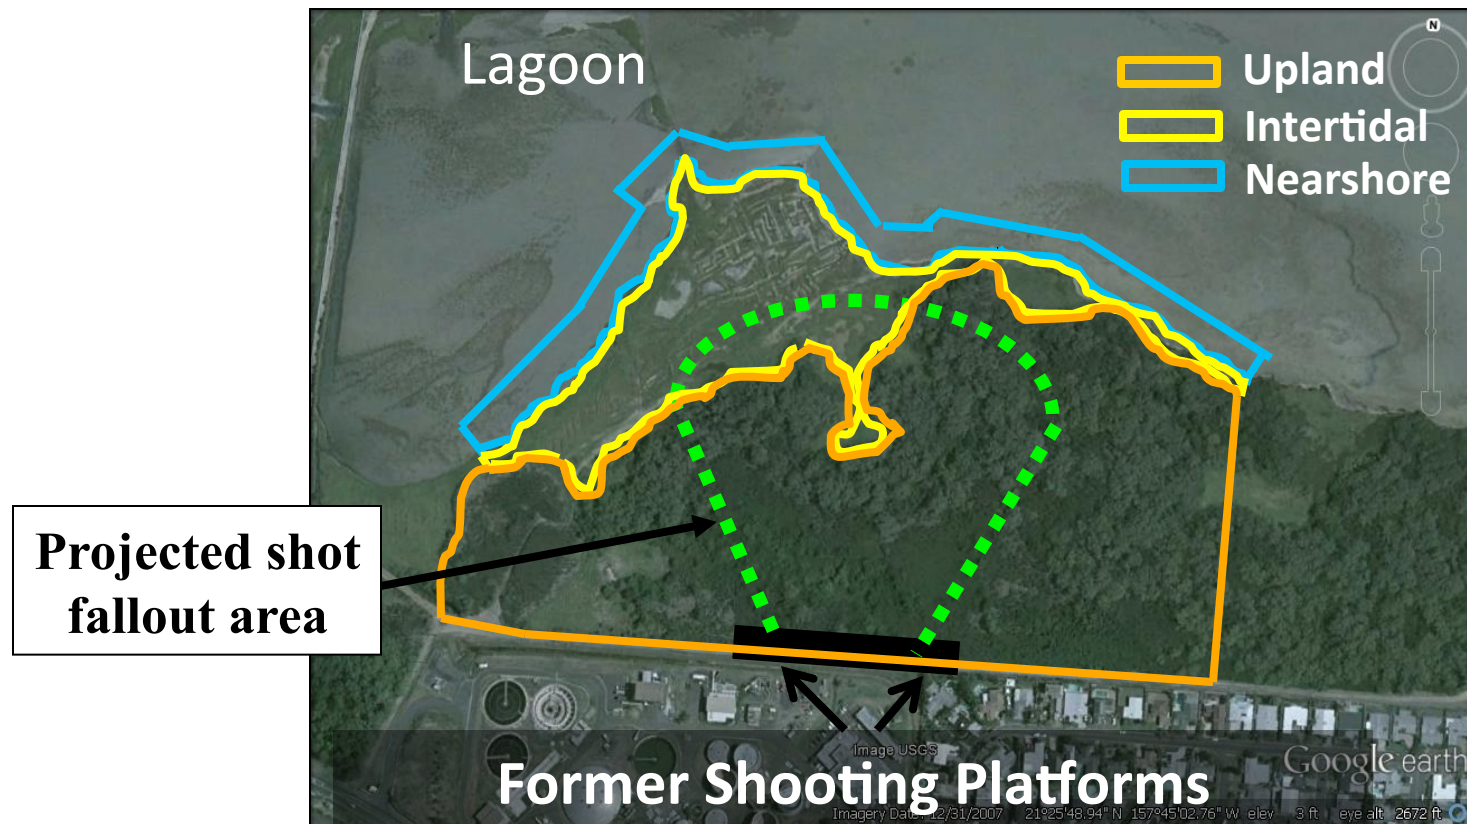 Lagoon
N
Upland
Intertidal
Nearshore
Projected shot
fallout area
Image USGS
Google earth
Former Shooting Platforms
Imagery Date: 12/31/2007 21°25'48.94" N 157°45'02.76" W elev 3 ft eye alt 2672 ft